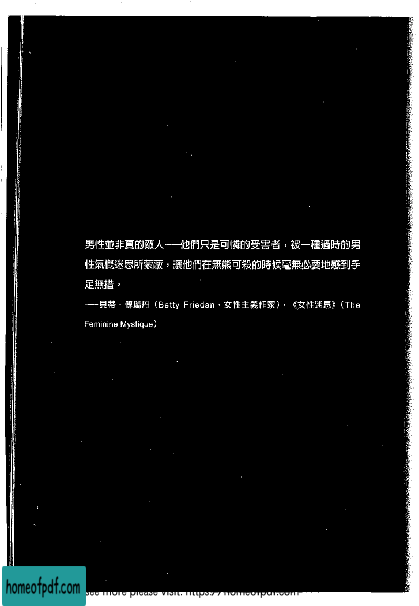 男性並非真的敵人──他們只是可憐的受害者，被一種過時的男
性氣概迷思所蒙蔽，讓他們在無熊可殺的時候毫無必要地感到手
足無措。
──貝蒂．傅瑞丹（Betty Friedan，女性主義作家），《女性迷思》（The
Feminine Mystique）
homeofpdf.com
see more please visit: https://homeofpdf.com